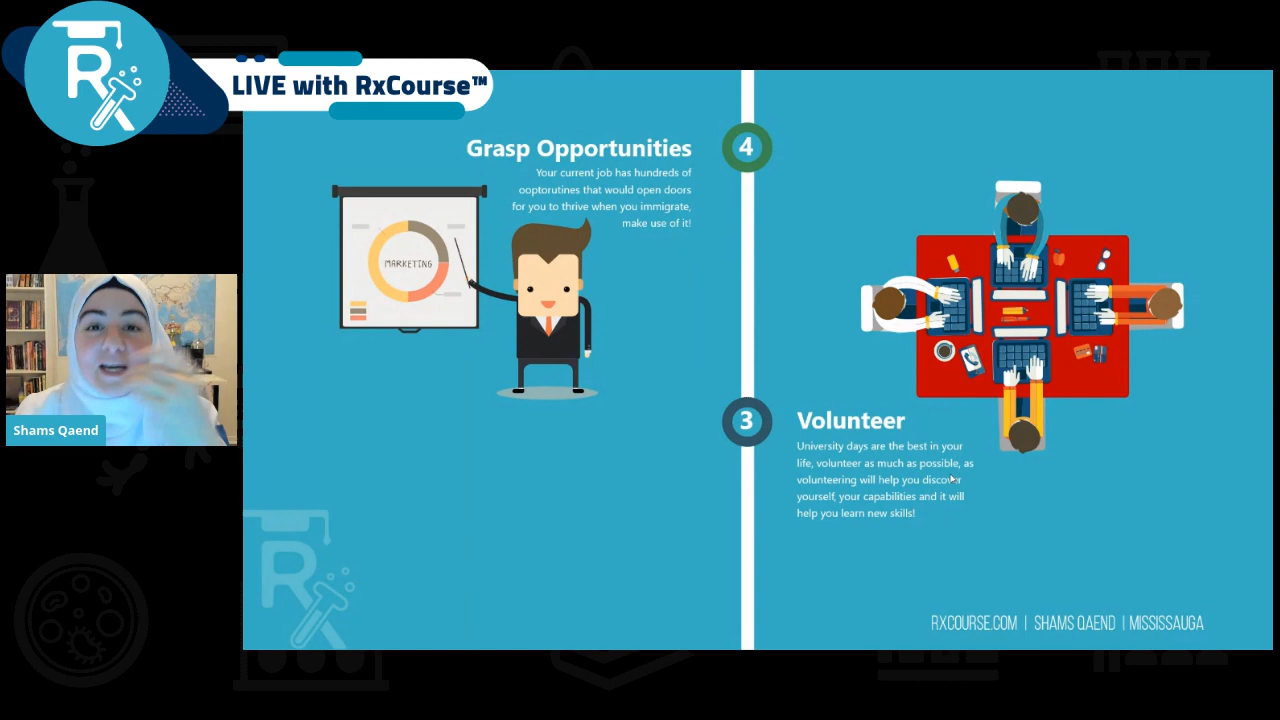 Rx
LIVE with RxCourse™
Grasp Opportunities
Your current job has hundreds of
ooptorutines that would open doors
for you to thrive when you immigrate,
make use of it!
4
MARKETING
Shams Qaend
3
Volunteer
University days are the best in your
life, volunteer as much as possible, as
volunteering will help you discover
yourself, your capabilities and it will
help you learn new skills!
Rx
RXCOURSE.COM | SHAMS QAEND | MISSISSAUGA